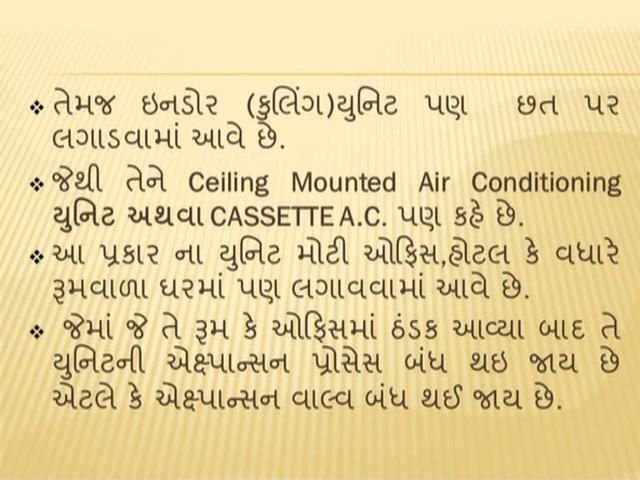 ❖ તેમજ ઇનડોર (કુલિંગ)યુનિટ પણ છત પર
લગાડવામાં આવે છે.
❖ જેથી તેને Ceiling Mounted Air Conditioning
યુનિટ અથવા CASSETTE A.C. પણ કહે છે.
❖ આ પ્રકાર ના યુનિટ મોટી ઓફિસ,હોટલ કે વધારે
રૂમવાળા ઘરમાં પણ લગાવવામાં આવે છે.
❖ જેમાં જે તે રૂમ કે ઓફિસમાં ઠંડક આવ્યા બાદ તે
યુનિટની એક્ષ્પાન્સન પ્રોસેસ બંધ થઇ જાય છે
એટલે કે એક્ષ્પાન્સન વાલ્વ બંધ થઈ જાય છે.